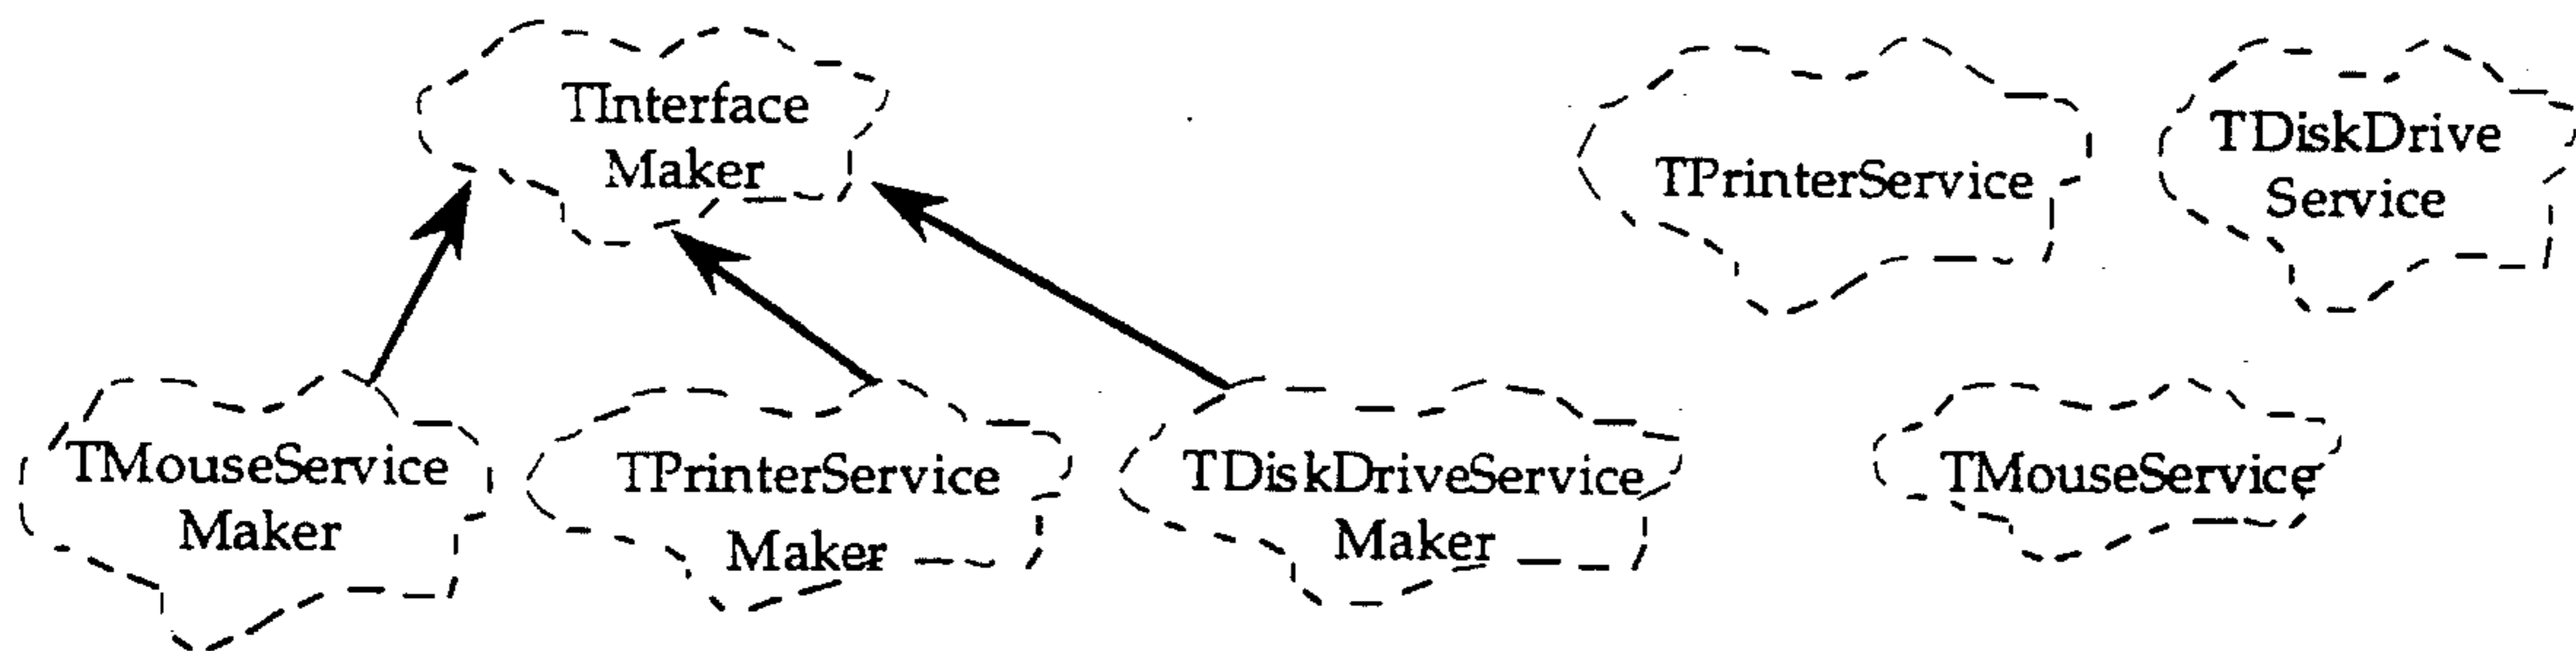 TInterface
Maker
TPrinterService
TDiskDrive
Service
TMouseService
Maker
TPrinterService
Maker
TDiskDriveService
Maker
TMouseService